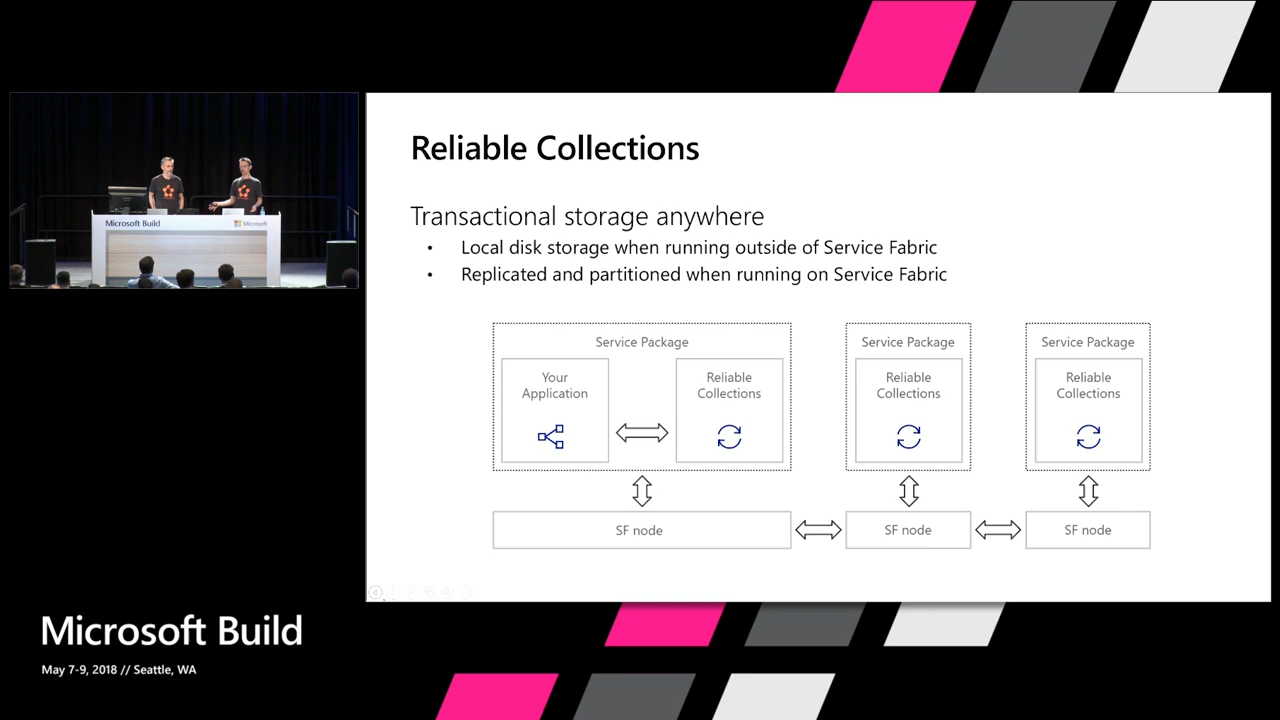 Microsoft Build
Microsoft
Reliable Collections
Transactional storage anywhere
• Local disk storage when running outside of Service Fabric
• Replicated and partitioned when running on Service Fabric
Service Package
Your
Application
Reliable
Collections
Service Package
Reliable
Collections
Service Package
Reliable
Collections
SF node
SF node
SF node
Microsoft Build
May 7-9, 2018 // Seattle, WA